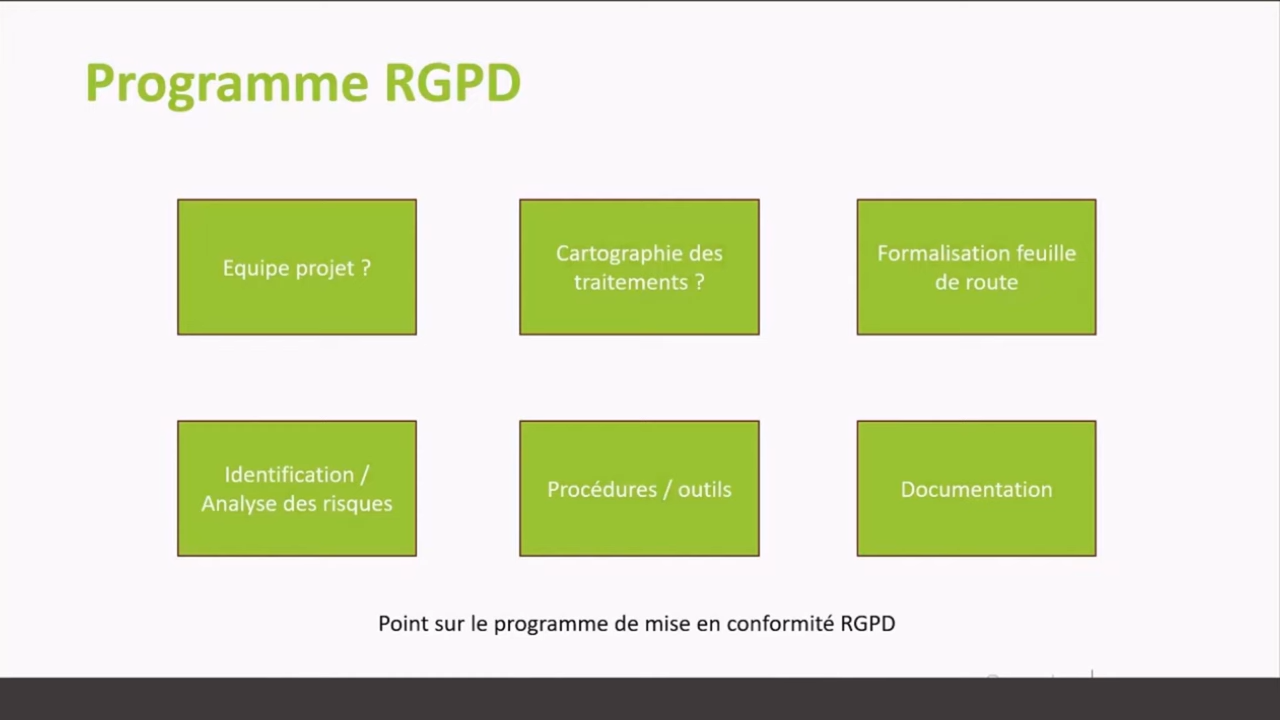 Programme RGPD
Equipe projet ?
Cartographie des
traitements ?
Formalisation feuille
de route
Identification /
Analyse des risques
Procédures / outils
Documentation
Point sur le programme de mise en conformité RGPD